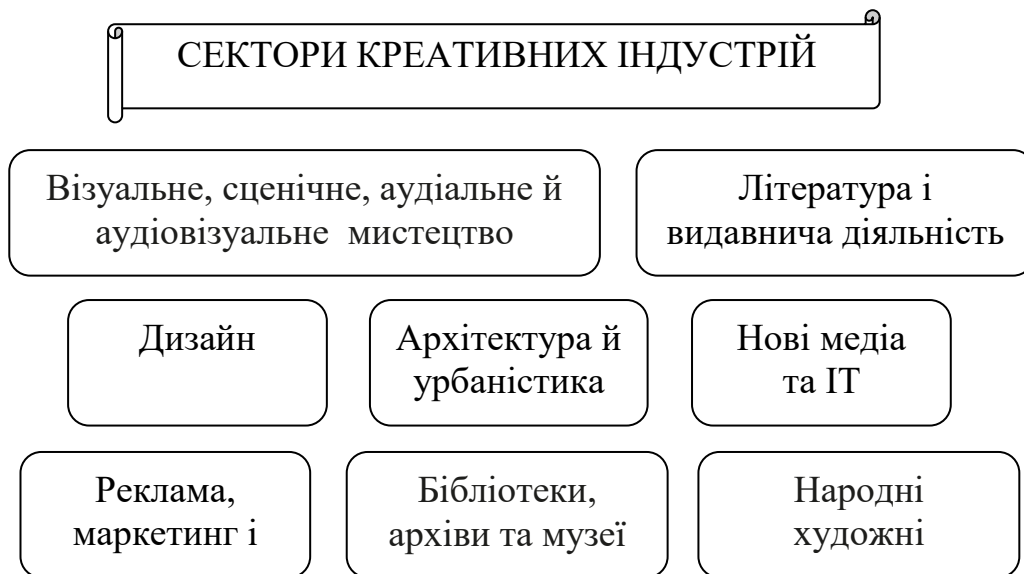 СЕКТОРИ КРЕАТИВНИХ ІНДУСТРІЙ
Візуальне, сценічне, аудіальне й
аудіовізуальне мистецтво
Література і
видавнича діяльність
Дизайн
Архітектура й
урбаністика
Нові медіа
та ІТ
Реклама,
маркетинг і
Бібліотеки,
архіви та музеї
Народні
художні